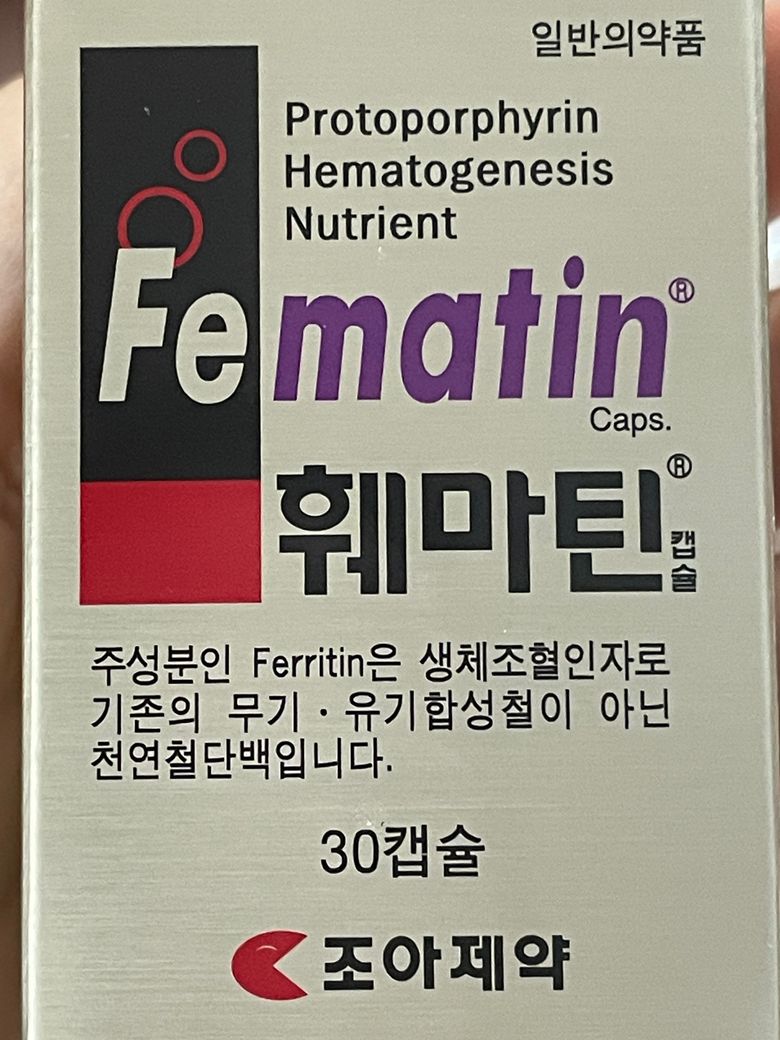 일반의약품
Protoporphyrin
Hematogenesis
Nutrient
Fematin®
Caps.
훼마틴®
캡슐
주성분인 Ferritin은 생체조혈인자로
기존의 무기 · 유기합성철이 아닌
천연철단백입니다.
30캡슐
조아제약